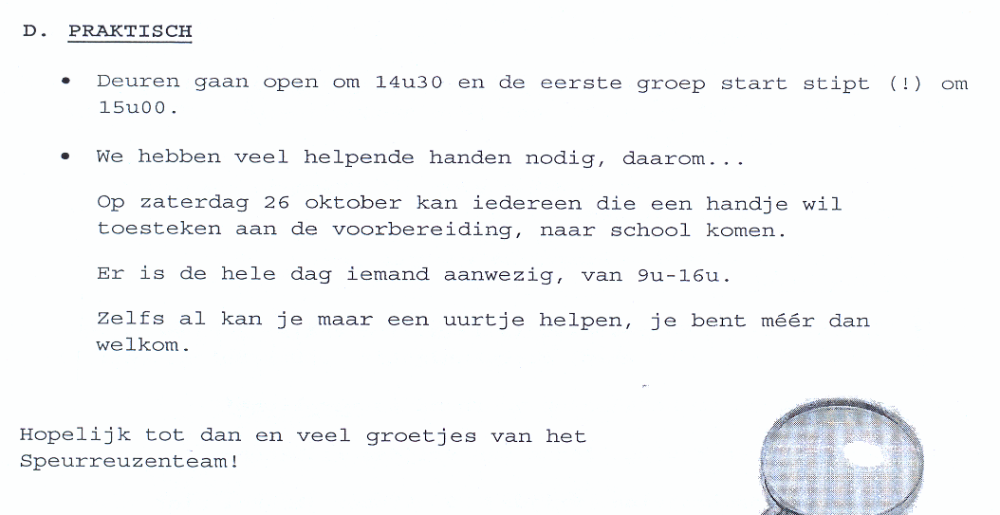 D. PRAKTISCH
• Deuren gaan open om 14u30 en de eerste groep start stipt (!) om
15u00.
• We hebben veel helpende handen nodig, daarom...
Op zaterdag 26 oktober kan iedereen die een handje wil
toesteken aan de voorbereiding, naar school komen.
Er is de hele dag iemand aanwezig, van 9u-16u.
Zelfs al kan je maar een uurtje helpen, je bent méér dan
welkom.
Hopelijk tot dan en veel groetjes van het
Speurreuzenteam!